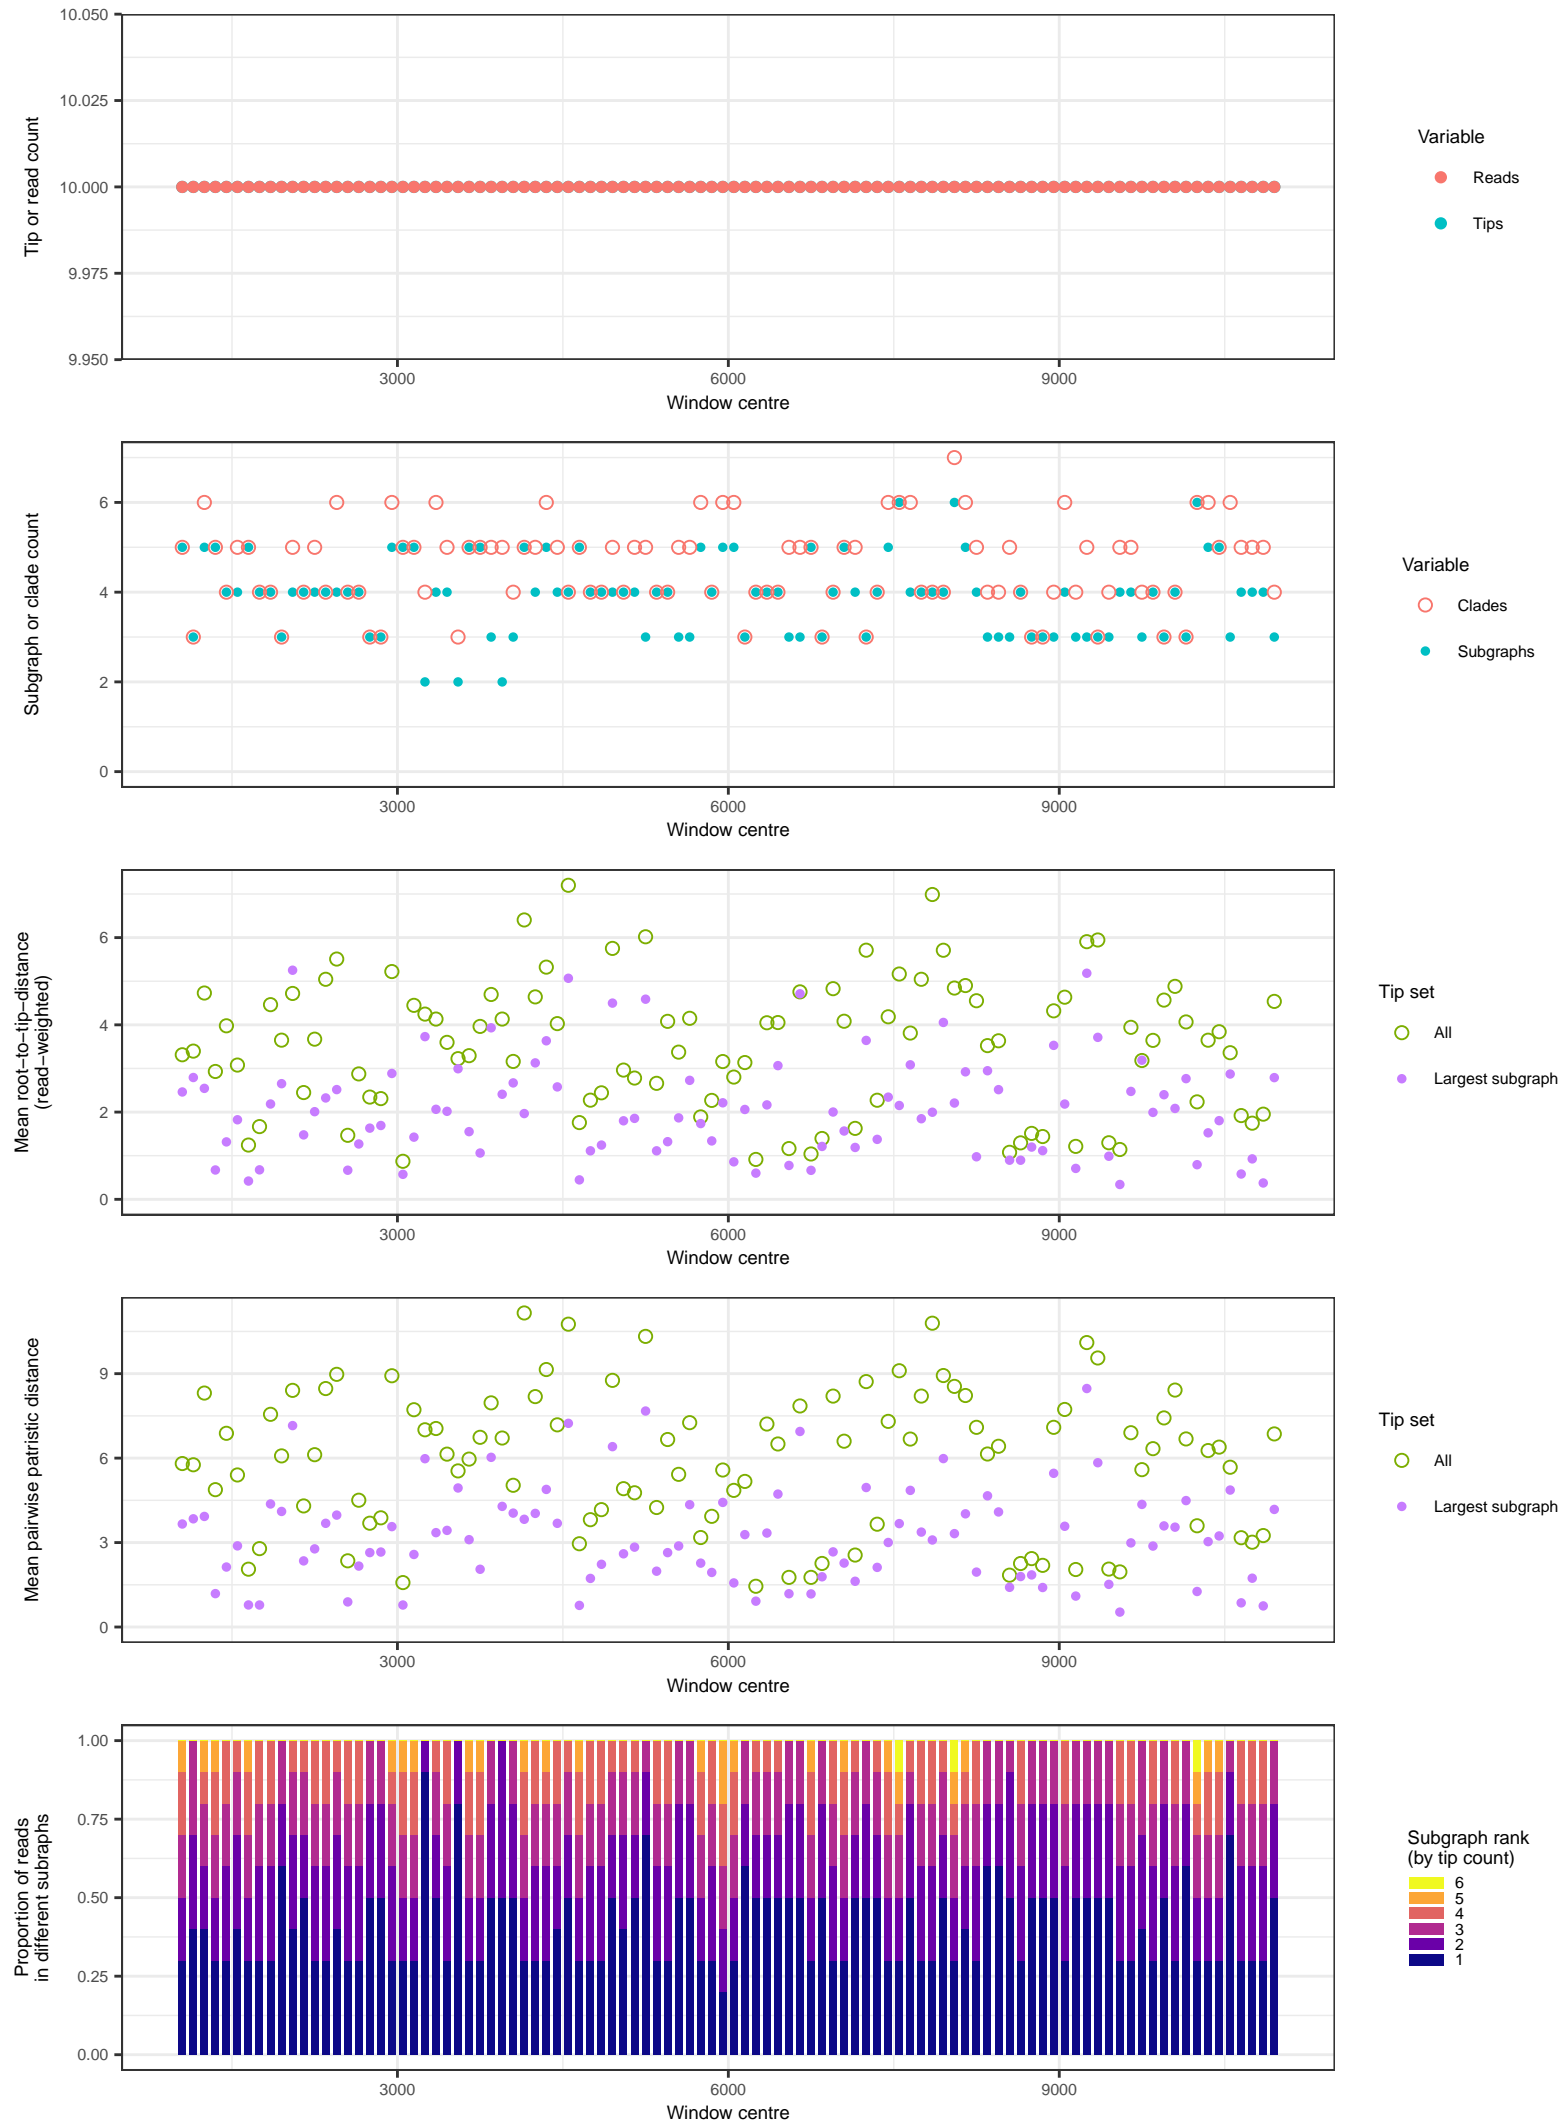 10.050
10.025
10.000
9.975
9.950
Tip or read count
3000
6000
9000
Window centre
Variable
Reads
Tips
6
4
2
0
Subgraph or clade count
3000
6000
9000
Window centre
Variable
Clades
Subgraphs
6
4
2
0
Mean root−to−tip−distance
(read−weighted)
3000
6000
9000
Window centre
Tip set
All
Largest subgraph
9
6
3
0
Mean pairwise patristic distance
3000
6000
9000
Window centre
Tip set
All
Largest subgraph
1.00
0.75
0.50
0.25
0.00
Proportion of reads
in different subraphs
3000
6000
9000
Window centre
Subgraph rank
(by tip count)
6
5
4
3
2
1